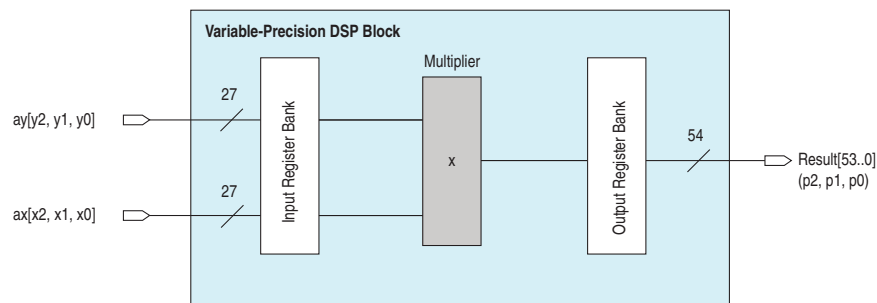 Variable-Precision DSP Block
Multiplier
27
ay[y2, y1, y0]
Input Register Bank
x
Output Register Bank
54
Result[53..0]
(p2, p1, p0)
27
ax[x2, x1, x0]